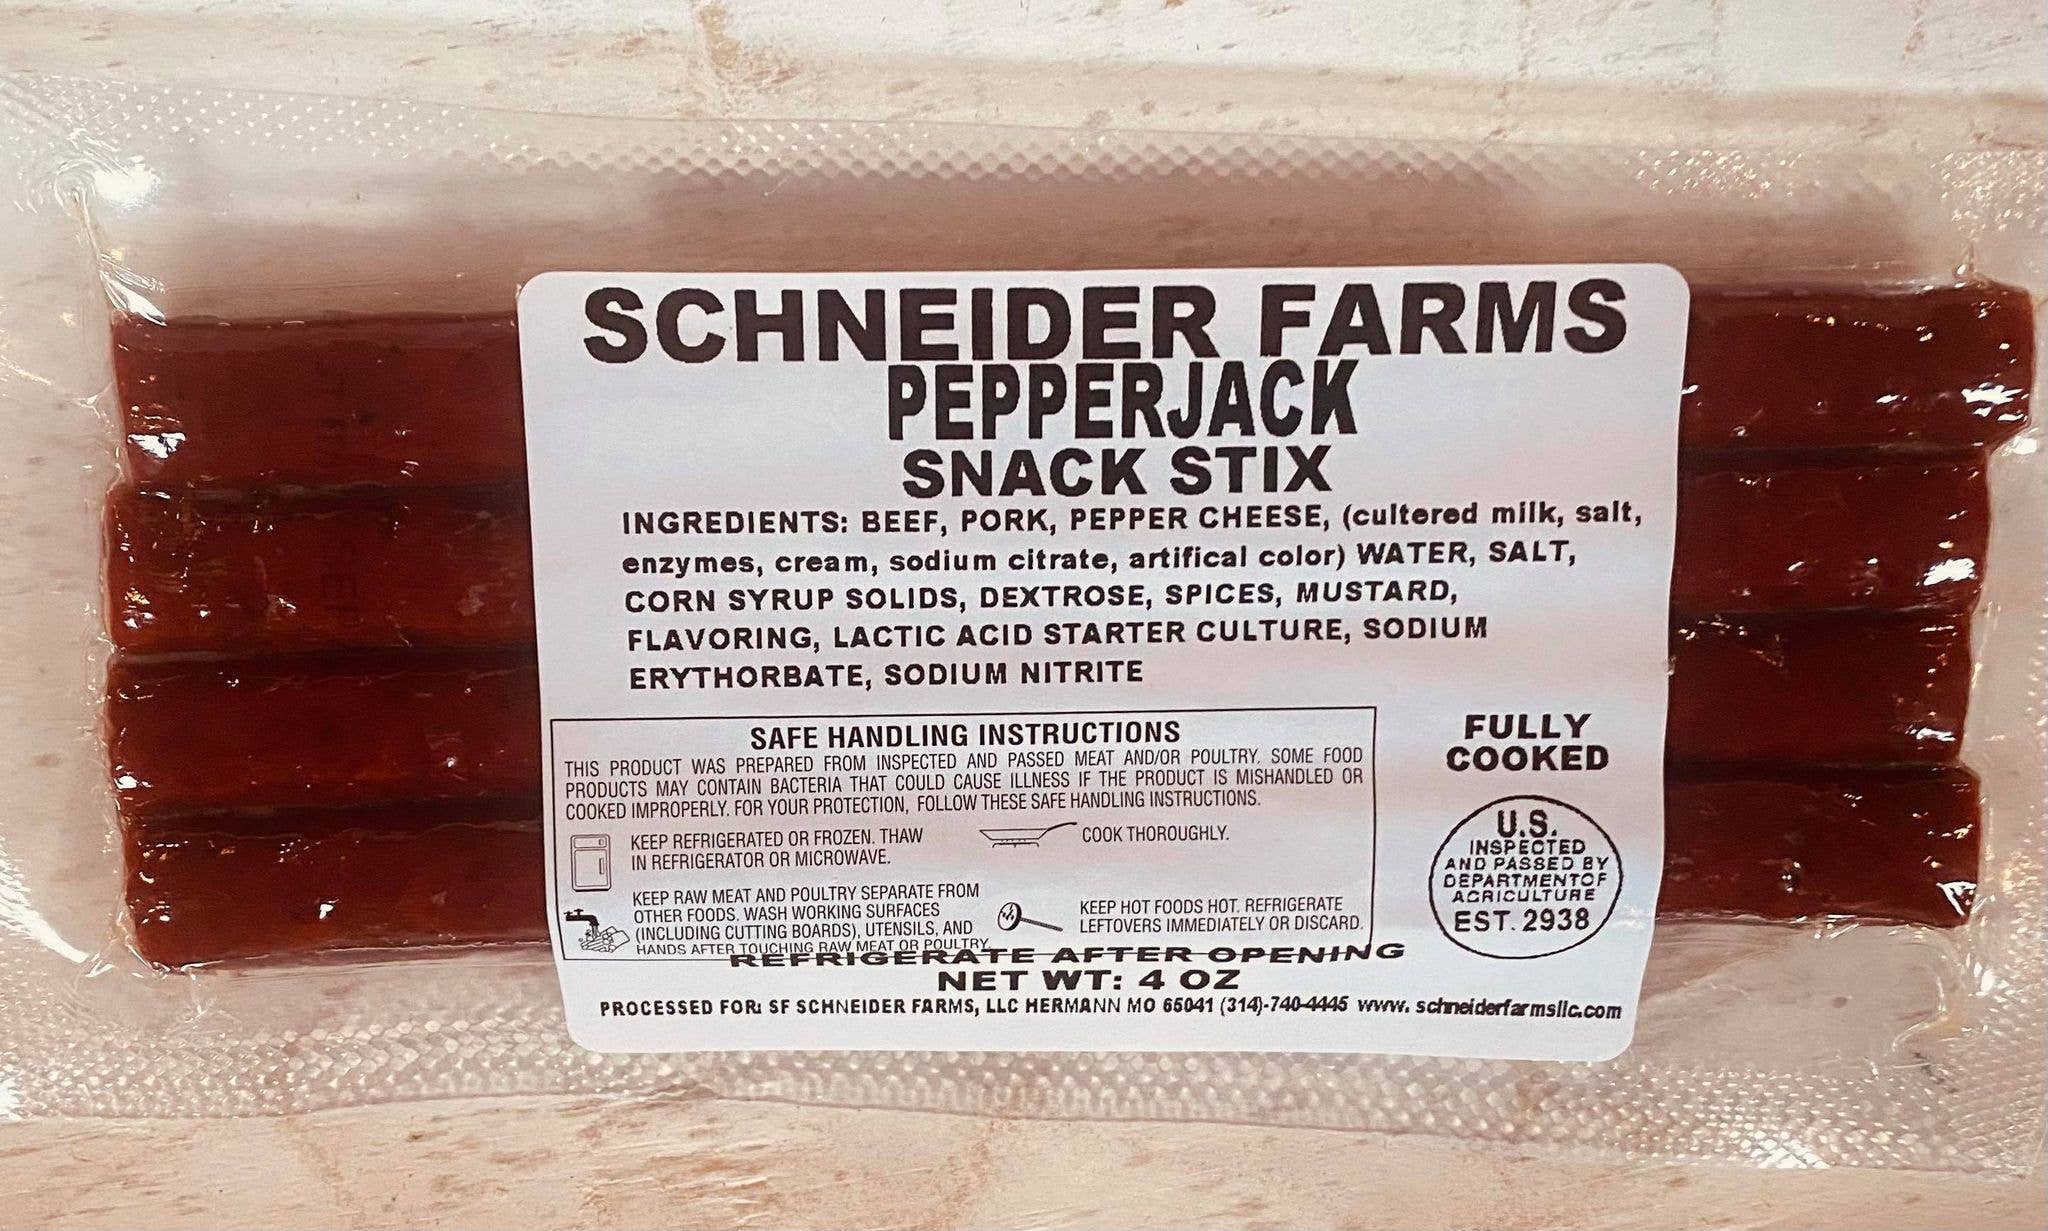 SCHNEIDER FARMS
PEPPERJACK
SNACK STIX
INGREDIENTS: BEEF, PORK, PEPPER CHEESE, (cultered milk, salt,
enzymes, cream, sodium citrate, artifical color) WATER, SALT,
CORN SYRUP SOLIDS, DEXTROSE, SPICES, MUSTARD,
FLAVORING, LACTIC ACID STARTER CULTURE, SODIUM
ERYTHORBATE, SODIUM NITRITE
SAFE HANDLING INSTRUCTIONS
THIS PRODUCT WAS PREPARED FROM INSPECTED AND PASSED MEAT AND/OR POULTRY. SOME FOOD
PRODUCTS MAY CONTAIN BACTERIA THAT COULD CAUSE ILLNESS IF THE PRODUCT IS MISHANDLED OR
COOKED IMPROPERLY. FOR YOUR PROTECTION, FOLLOW THESE SAFE HANDLING INSTRUCTIONS.
KEEP REFRIGERATED OR FROZEN. THAW
IN REFRIGERATOR OR MICROWAVE.
COOK THOROUGHLY.
KEEP RAW MEAT AND POULTRY SEPARATE FROM
OTHER FOODS. WASH WORKING SURFACES
(INCLUDING CUTTING BOARDS), UTENSILS, AND
HANDS AFTER TOUCHING RAW MEAT OR POULTRY.
KEEP HOT FOODS HOT. REFRIGERATE
LEFTOVERS IMMEDIATELY OR DISCARD.
FULLY
COOKED
U.S.
INSPECTED
AND PASSED BY
DEPARTMENT OF
AGRICULTURE
EST. 2938
REFRIGERATE AFTER OPENING
NET WT: 4 OZ
PROCESSED FOR: SF SCHNEIDER FARMS, LLC HERMANN MO 65041 (314)-740-4445 www. schneiderfarmsllc.com